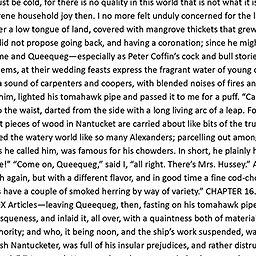 ust be cold, for there is no quality in this world that is not what it is
rene household joy then. I no more felt unduly concerned for the l
er a low tongue of land, covered with mangrove thickets that grew
did not propose going back, and having a coronation; since he migh
me and Queequeg—especially as Peter Coffin's cock and bull storie
ems, at their wedding feasts express the fragrant water of young c
a sound of carpenters and coopers, with blended noises of fires an
him, lighted his tomahawk pipe and passed it to me for a puff. "Ca
o the waist, darted from the side with a long living arc of a leap. Fo
t pieces of wood in Nantucket are carried about like bits of the tru
ed the watery world like so many Alexanders; parcelling out among
s he called him, was famous for his chowders. In short, he plainly h
e!" "Come on, Queequeg," said I, "all right. There's Mrs. Hussey." A
h again, but with a different flavor, and in good time a fine cod-cho
s have a couple of smoked herring by way of variety." CHAPTER 16.
X Articles—leaving Queequeg, then, fasting on his tomahawk pipe
squeness, and inlaid it, all over, with a quaintness both of materia
hority; and who, it being noon, and the ship's work suspended, wa
sh Nantucketer, was full of his insular prejudices, and rather distru